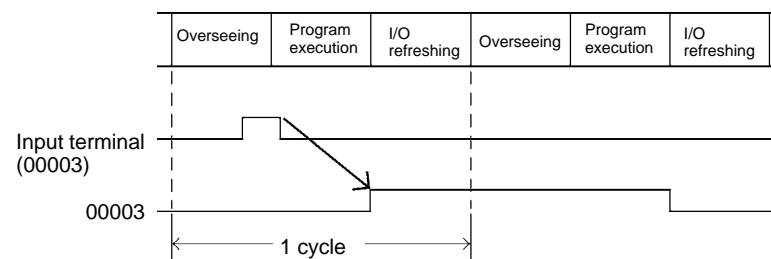 Overseeing
Program
execution
I/O
refreshing
Overseeing
Program
execution
I/O
refreshing
Input terminal
(00003)
00003
1 cycle